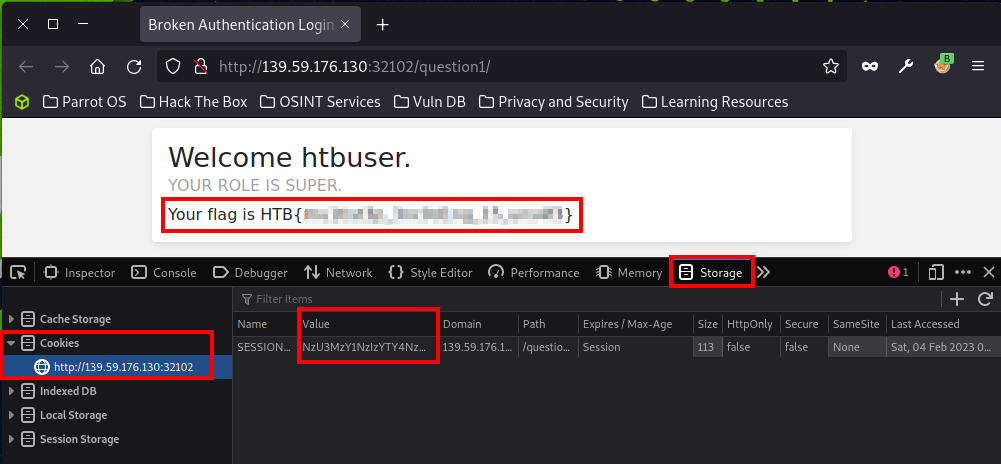 Broken Authentication Login
http://139.59.176.130:32102/question1/
B
Parrot OS Hack The Box OSINT Services Vuln DB Privacy and Security Learning Resources
Welcome htbuser.
YOUR ROLE IS SUPER.
Your flag is HTB{ }
Inspector Console Debugger Network Style Editor Performance Memory Storage 1
Filter Items
Cache Storage
Cookies
http://139.59.176.130:32102
Indexed DB
Local Storage
Session Storage
Name Value Domain Path Expires / Max-Age Size HttpOnly Secure SameSite Last Accessed
SESSION... NzU3MzY1NzIzYTY4Nz... 139.59.176.1... /questio... Session 113 false false None Sat, 04 Feb 2023 0...